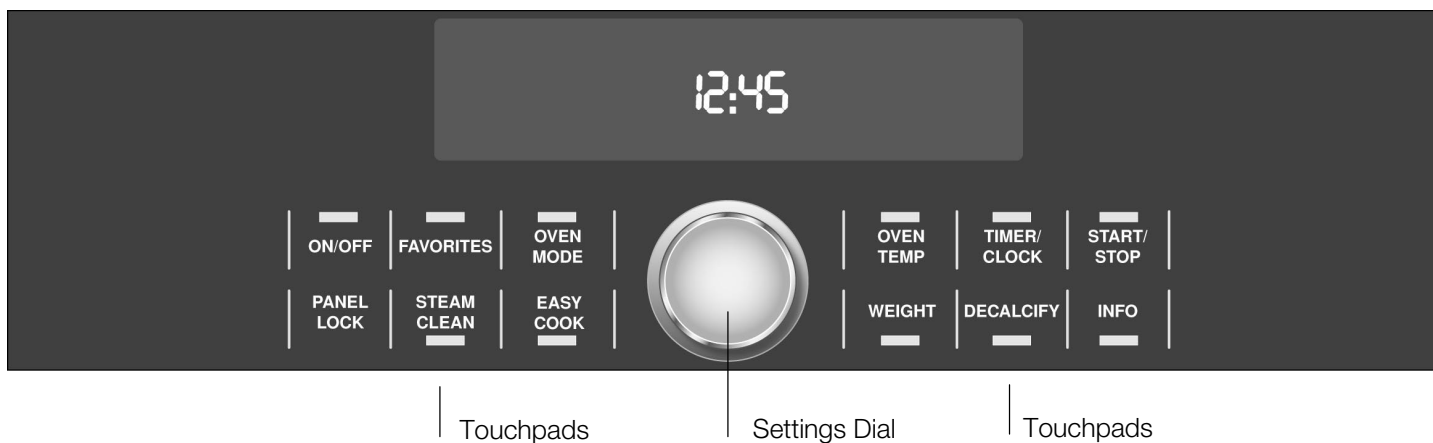 12:45
ON/OFF
FAVORITES
OVEN
MODE
OVEN
TEMP
TIMER/
CLOCK
START/
STOP
PANEL
LOCK
STEAM
CLEAN
EASY
COOK
WEIGHT
DECALCIFY
INFO
Touchpads
Settings Dial
Touchpads